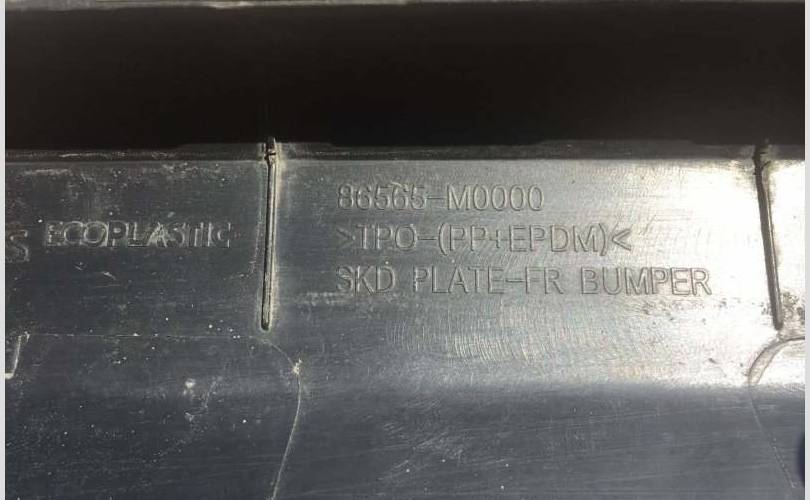 86565-M0000
ECOPLASTIC >TPO-(PP+EPDM)<
SKD PLATE-FR BUMPER